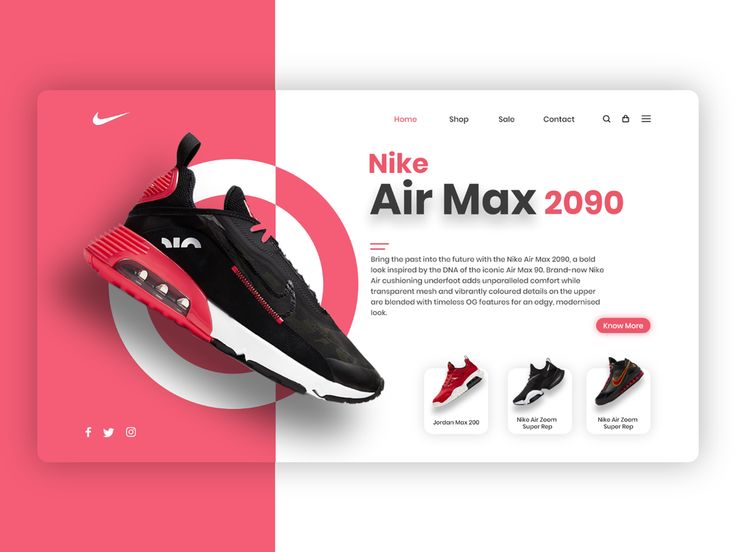 Home Shop Sale Contact
Nike
Air Max 2090
Bring the past into the future with the Nike Air Max 2090, a bold
look inspired by the DNA of the iconic Air Max 90. Brand-new Nike
Air cushioning underfoot adds unparalleled comfort while
transparent mesh and vibrantly coloured details on the upper
are blended with timeless OG features for an edgy, modernised
look.
Know More
Jordan Max 200
Nike Air Zoom
Super Rep
Nike Air Zoom
Super Rep